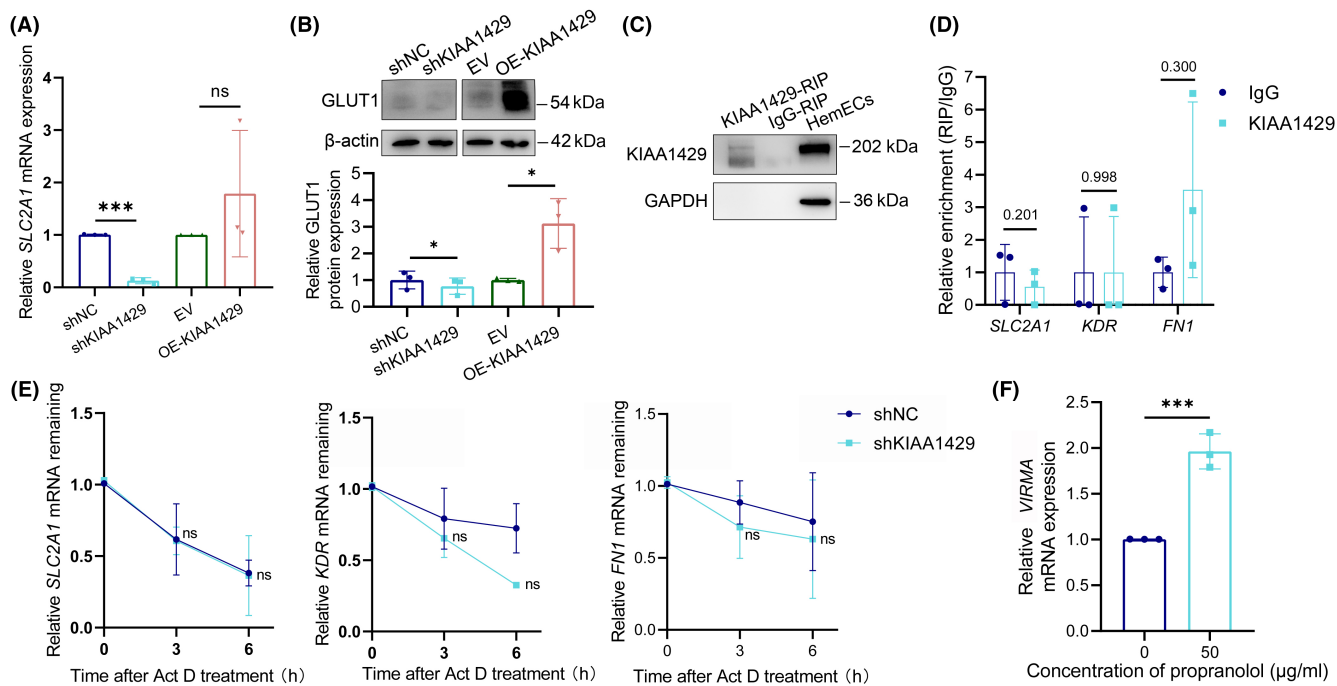 (A)
Relative SLC2A1 mRNA expression
4
3
2
1
0
***
ns
shNC
shKIAA1429
EV
OE-KIAA1429
(B)
shNC
shKIAA1429
EV
OE-KIAA1429
GLUT1
54 kDa
β-actin
42 kDa
Relative GLUT1
protein expression
5
4
3
2
1
0
*
*
shNC
shKIAA1429
EV
OE-KIAA1429
(C)
KIAA1429-RIP
IgG-RIP
HemECs
KIAA1429
202 kDa
GAPDH
36 kDa
(D)
Relative enrichment (RIP/IgG)
7
6
5
4
3
2
1
0
0.201
0.998
0.300
SLC2A1
KDR
FN1
IgG
KIAA1429
(E)
Relative SLC2A1 mRNA remaining
1.5
1.0
0.5
0.0
ns
ns
0
3
6
Time after Act D treatment (h)
Relative KDR mRNA remaining
1.5
1.0
0.5
0.0
ns
ns
0
3
6
Time after Act D treatment (h)
Relative FN1 mRNA remaining
1.5
1.0
0.5
0.0
ns
ns
0
3
6
Time after Act D treatment (h)
shNC
shKIAA1429
(F)
Relative VIRMA
mRNA expression
2.5
2.0
1.5
1.0
0.5
0.0
***
0
50
Concentration of propranolol (μg/ml)